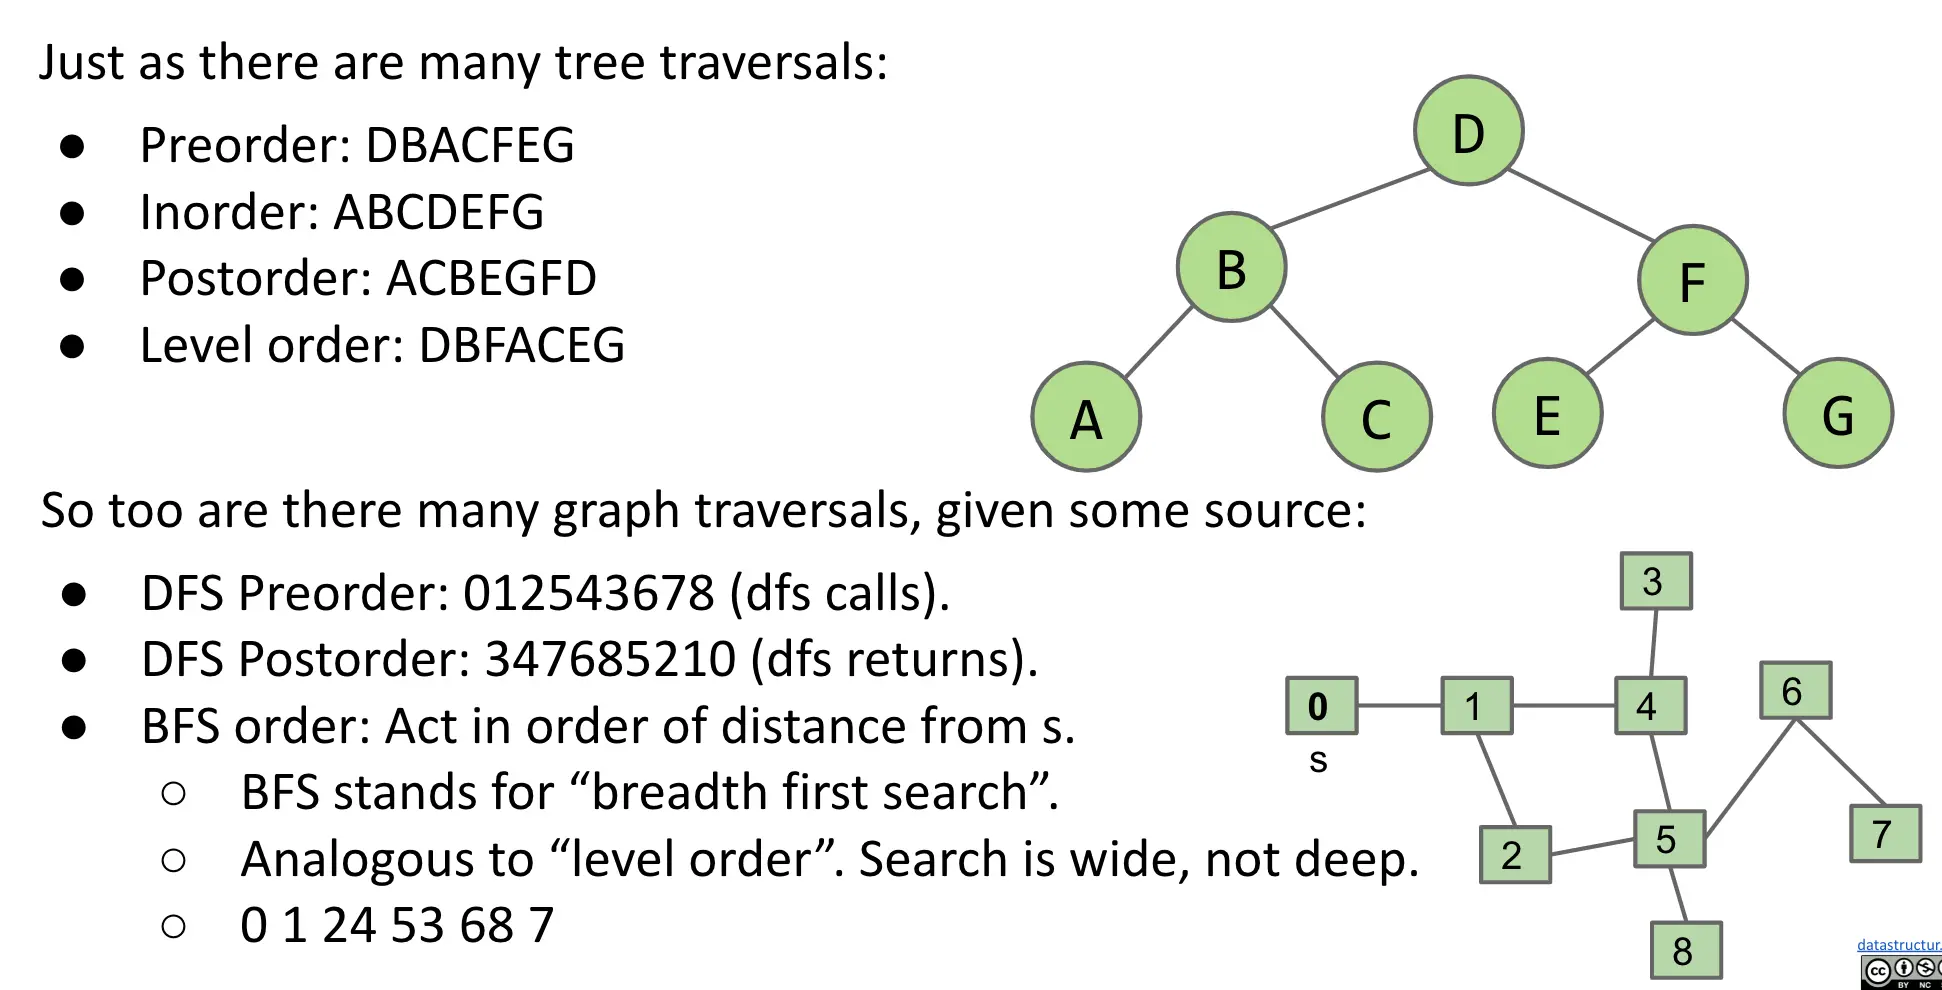 Just as there are many tree traversals:
● Preorder: DBACFEG
● Inorder: ABCDEFG
● Postorder: ACBEGFD
● Level order: DBFACEG
D
B
F
A
C
E
G
So too are there many graph traversals, given some source:
● DFS Preorder: 012543678 (dfs calls).
● DFS Postorder: 347685210 (dfs returns).
● BFS order: Act in order of distance from s.
○ BFS stands for “breadth first search”.
○ Analogous to “level order”. Search is wide, not deep.
○ 0 1 24 53 68 7
3
0
1
4
6
s
2
5
7
8
datastructur.
cc
BY NC